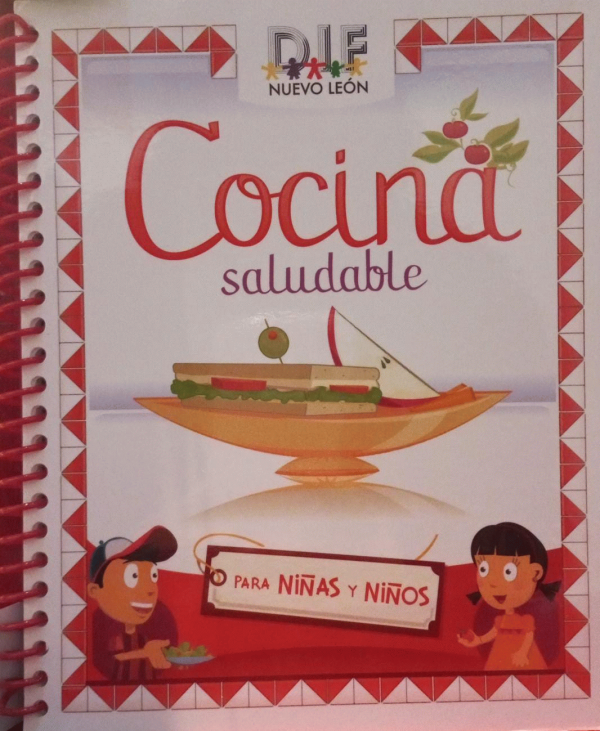 DIF
NUEVO LEÓN
Cocina
saludable
PARA NIÑAS Y NIÑOS